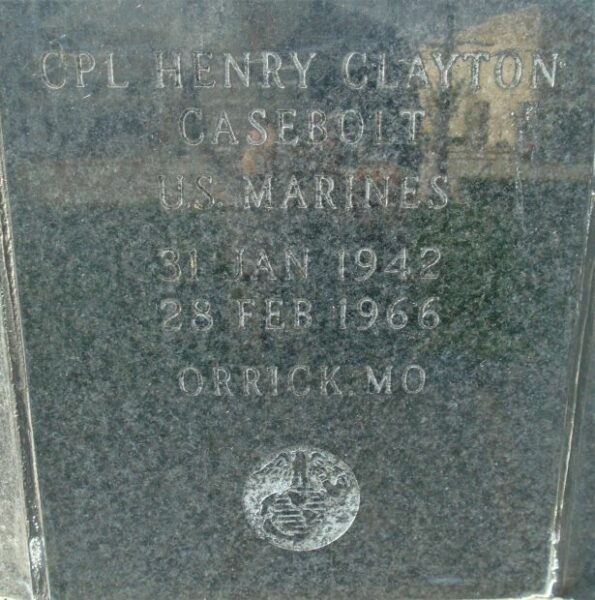 CPL HENRY CLAYTON
CASEBOLT
US MARINES
31 JAN 1942
28 FEB 1966
ORRICK, MO